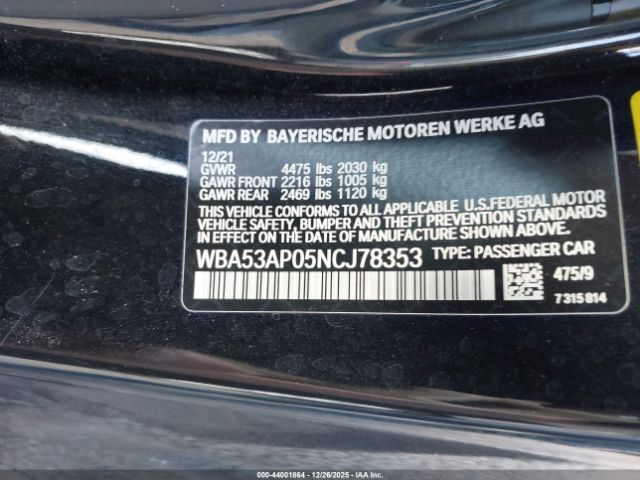 MFD BY BAYERISCHE MOTOREN WERKE AG
12/21
GVWR 4475 lbs 2030 kg
GAWR FRONT 2216 lbs 1005 kg
GAWR REAR 2469 lbs 1120 kg
THIS VEHICLE CONFORMS TO ALL APPLICABLE U.S.FEDERAL MOTOR
VEHICLE SAFETY, BUMPER AND THEFT PREVENTION STANDARDS IN
EFFECT ON THE DATE OF MANUFACTURE SHOWN ABOVE.
WBA53AP05NCJ78353 TYPE: PASSENGER CAR
475/9
7315814
000-44001864 - 12/26/2025 - IAAI Corp.